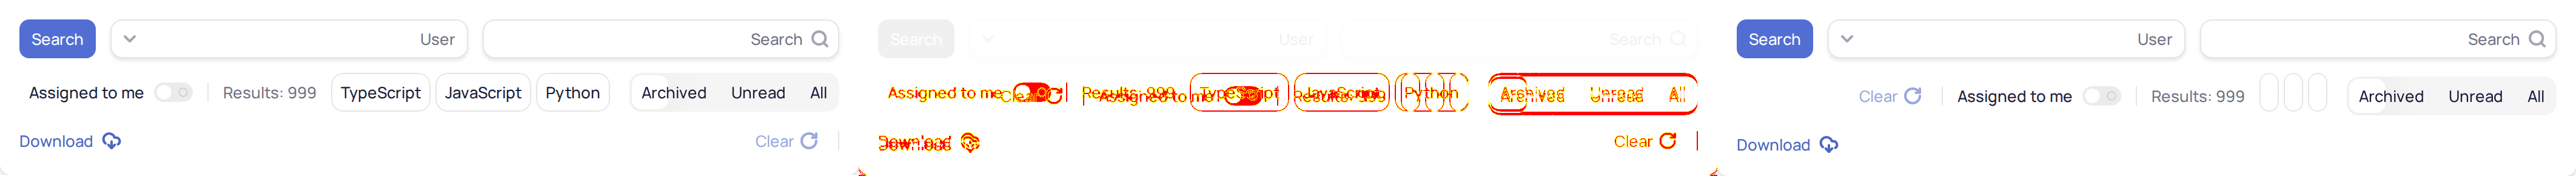 Search User Search
Assigned to me Results: 999 TypeScript JavaScript Python Archived Unread All
Download Clear
Search User Search
Assigned to me Results: 999 TypeScript JavaScript Python Archived Unread All
Clear Assigned to me Results: 999
Download Clear
Search User Search
Clear Assigned to me Results: 999 Archived Unread All
Download